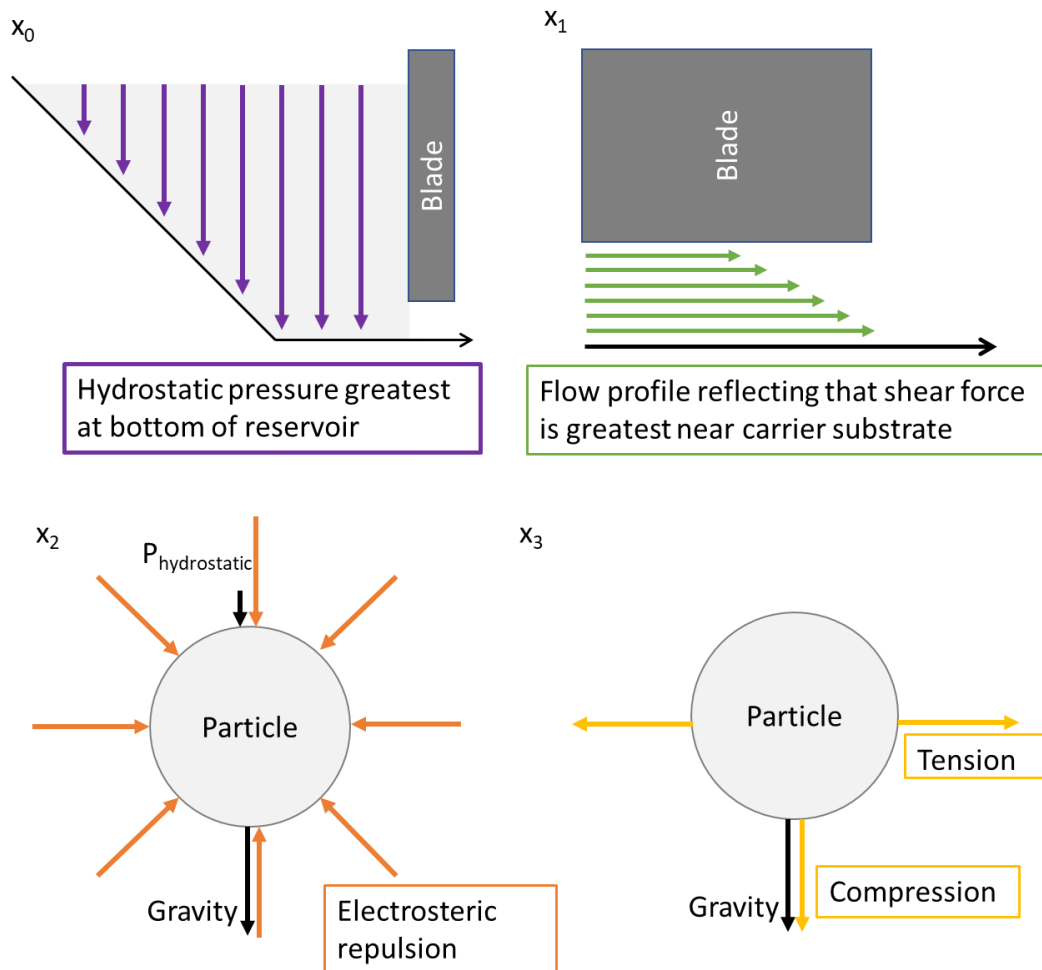 x0
x1
Blade
Blade
Hydrostatic pressure greatest
at bottom of reservoir
Flow profile reflecting that shear force
is greatest near carrier substrate
x2
Phydrostatic
Particle
Gravity
Electrosteric
repulsion
x3
Particle
Tension
Gravity
Compression